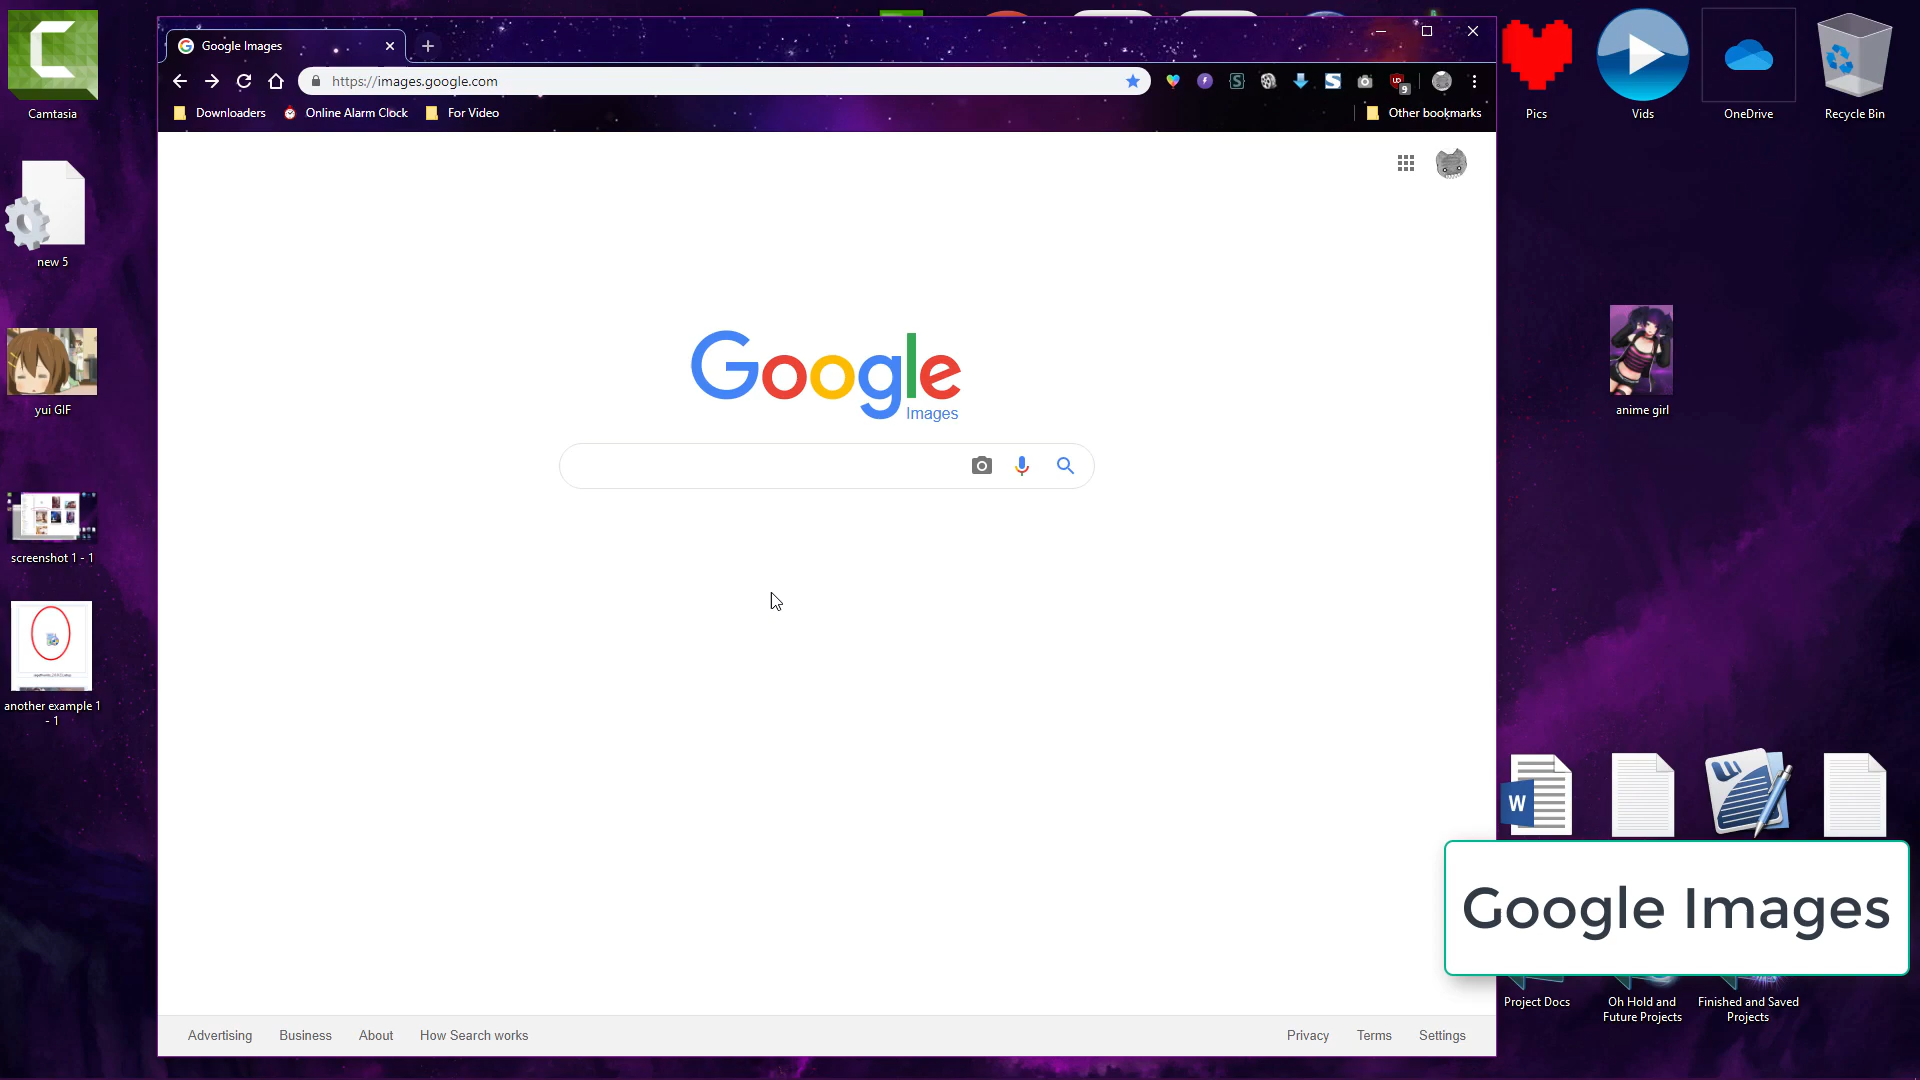 Google Images
https://images.google.com
9
Downloaders
Online Alarm Clock
For Video
Other bookmarks
Camtasia
new 5
yui GIF
screenshot 1 - 1
another example 1
- 1
Google
Images
Advertising
Business
About
How Search works
Privacy
Terms
Settings
Pics
Vids
OneDrive
Recycle Bin
anime girl
W
Google Images
Project Docs
Oh Hold and
Future Projects
Finished and Saved
Projects